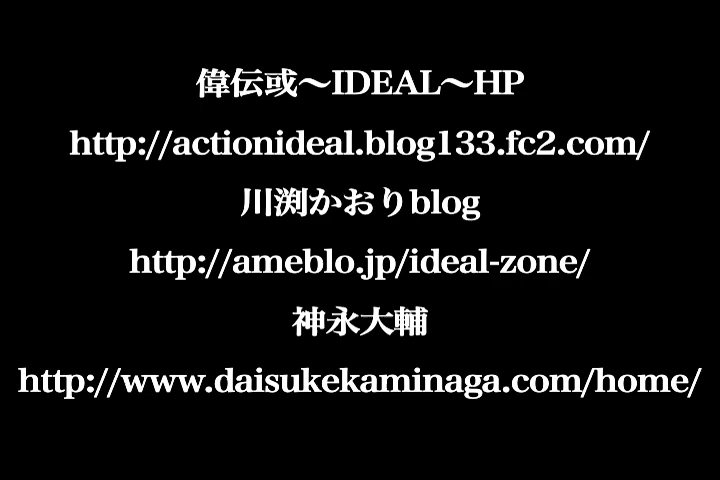 偉伝或〜IDEAL〜HP
http://actionideal.blog133.fc2.com/
川渕かおりblog
http://ameblo.jp/ideal-zone/
神永大輔
http://www.daisukekaminaga.com/home/